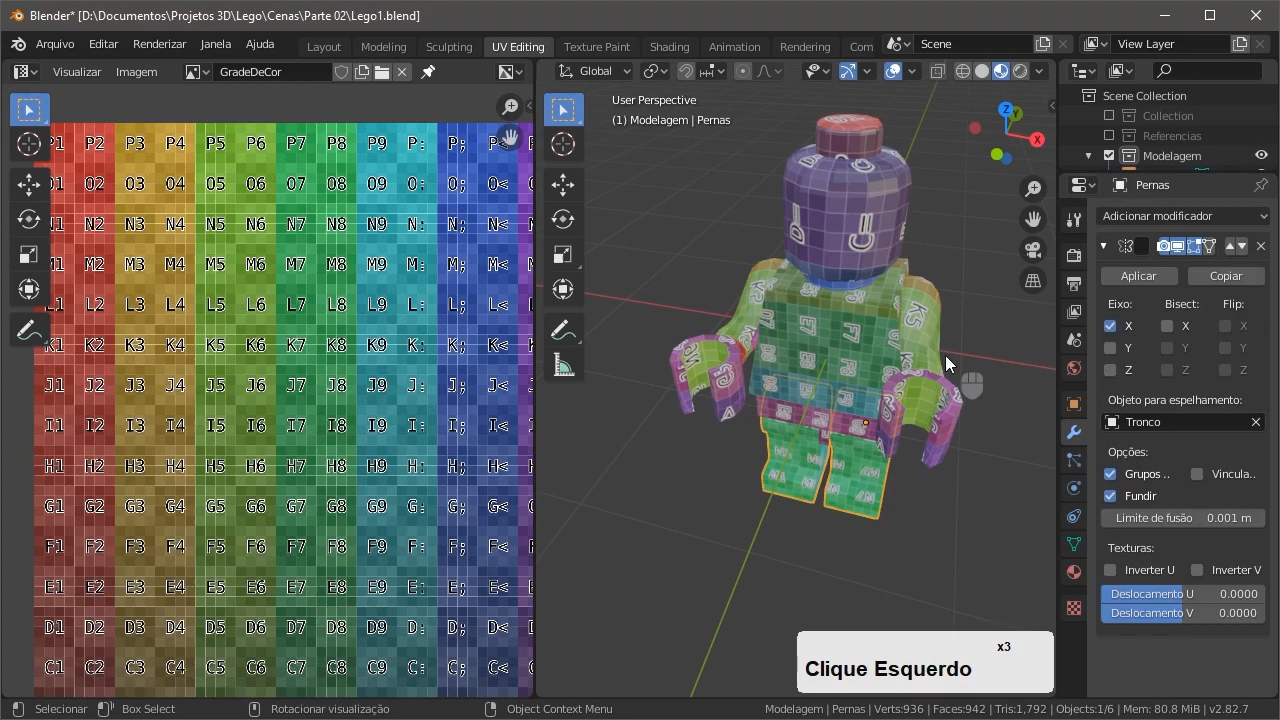 Blender* [D:\Documentos\Projetos 3D\Lego\Cenas\Parte 02\Lego1.blend]
Arquivo Editar Renderizar Janela Ajuda Layout Modeling Sculpting UV Editing Texture Paint Shading Animation Rendering Com Scene View Layer
Visualizar Imagem GradeDeCor Global
User Perspective
(1) Modelagem | Pernas
Z Y X
Scene Collection
Collection
Referencias
Modelagem
Pernas
Adicionar modificador
Aplicar Copiar
Eixo: Bisect: Flip:
X X X
Y Y Y
Z Z Z
Objeto para espelhamento:
Tronco
Opções:
Grupos .. Vincula..
Fundir
Limite de fusão 0.001 m
Texturas:
Inverter U Inverter V
Deslocamento U 0.0000
Deslocamento V 0.0000
P1 P2 P3 P4 P5 P6 P7 P8 P9 P: P; P<
O1 O2 O3 O4 O5 O6 O7 O8 O9 O: O; O<
N1 N2 N3 N4 N5 N6 N7 N8 N9 N: N; N<
M1 M2 M3 M4 M5 M6 M7 M8 M9 M: M; M<
L1 L2 L3 L4 L5 L6 L7 L8 L9 L: L; L<
K1 K2 K3 K4 K5 K6 K7 K8 K9 K: K; K<
J1 J2 J3 J4 J5 J6 J7 J8 J9 J: J; J<
I1 I2 I3 I4 I5 I6 I7 I8 I9 I: I; I<
H1 H2 H3 H4 H5 H6 H7 H8 H9 H: H; H<
G1 G2 G3 G4 G5 G6 G7 G8 G9 G: G; G<
F1 F2 F3 F4 F5 F6 F7 F8 F9 F: F; F<
E1 E2 E3 E4 E5 E6 E7 E8 E9 E: E; E<
D1 D2 D3 D4 D5 D6 D7 D8 D9 D: D; D<
C1 C2 C3 C4 C5 C6 C7 C8 C9 C: C; C<
D= C=
K5
E7 F7
x3
Clique Esquerdo
Selecionar Box Select Rotacionar visualização Object Context Menu Modelagem | Pernas | Verts:936 | Faces:942 | Tris:1,792 | Objects:1/6 | Mem: 80.8 MiB | v2.82.7